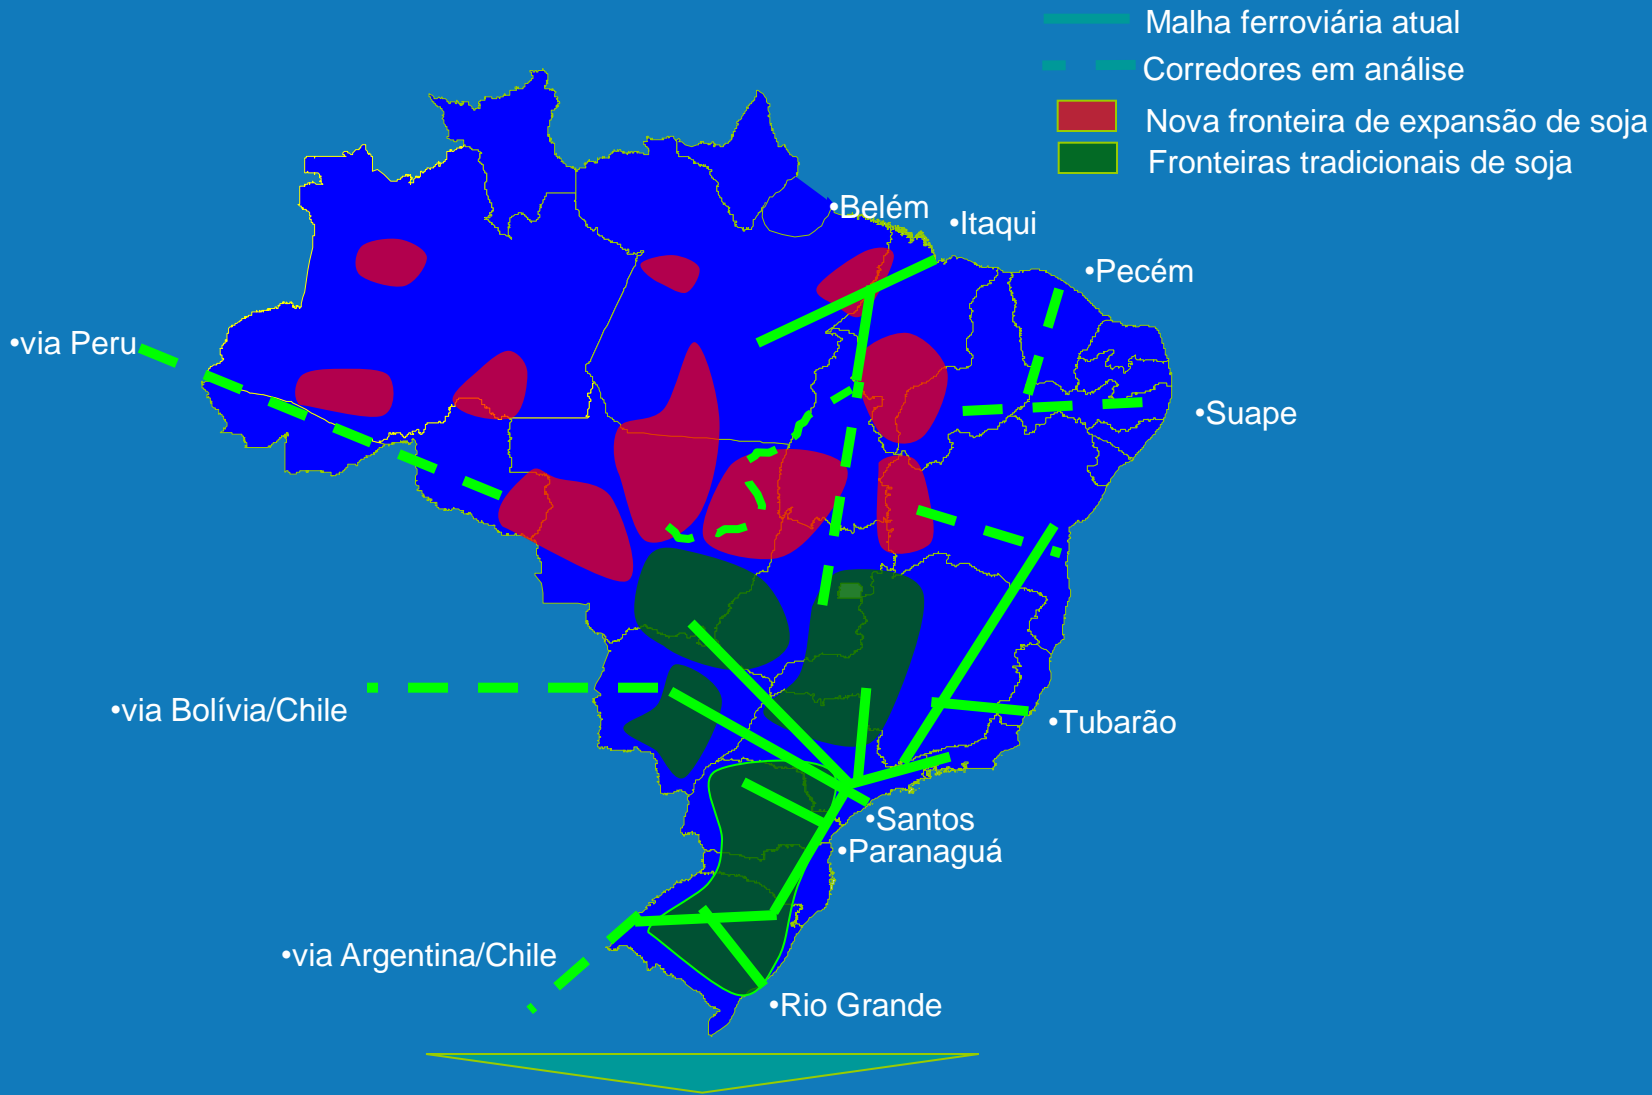 Malha ferroviária atual
Corredores em análise
Nova fronteira de expansão de soja
Fronteiras tradicionais de soja
•Belém
•Itaqui
•Pecém
•via Peru
•Suape
•via Bolívia/Chile
•Tubarão
•Santos
•Paranaguá
•via Argentina/Chile
•Rio Grande